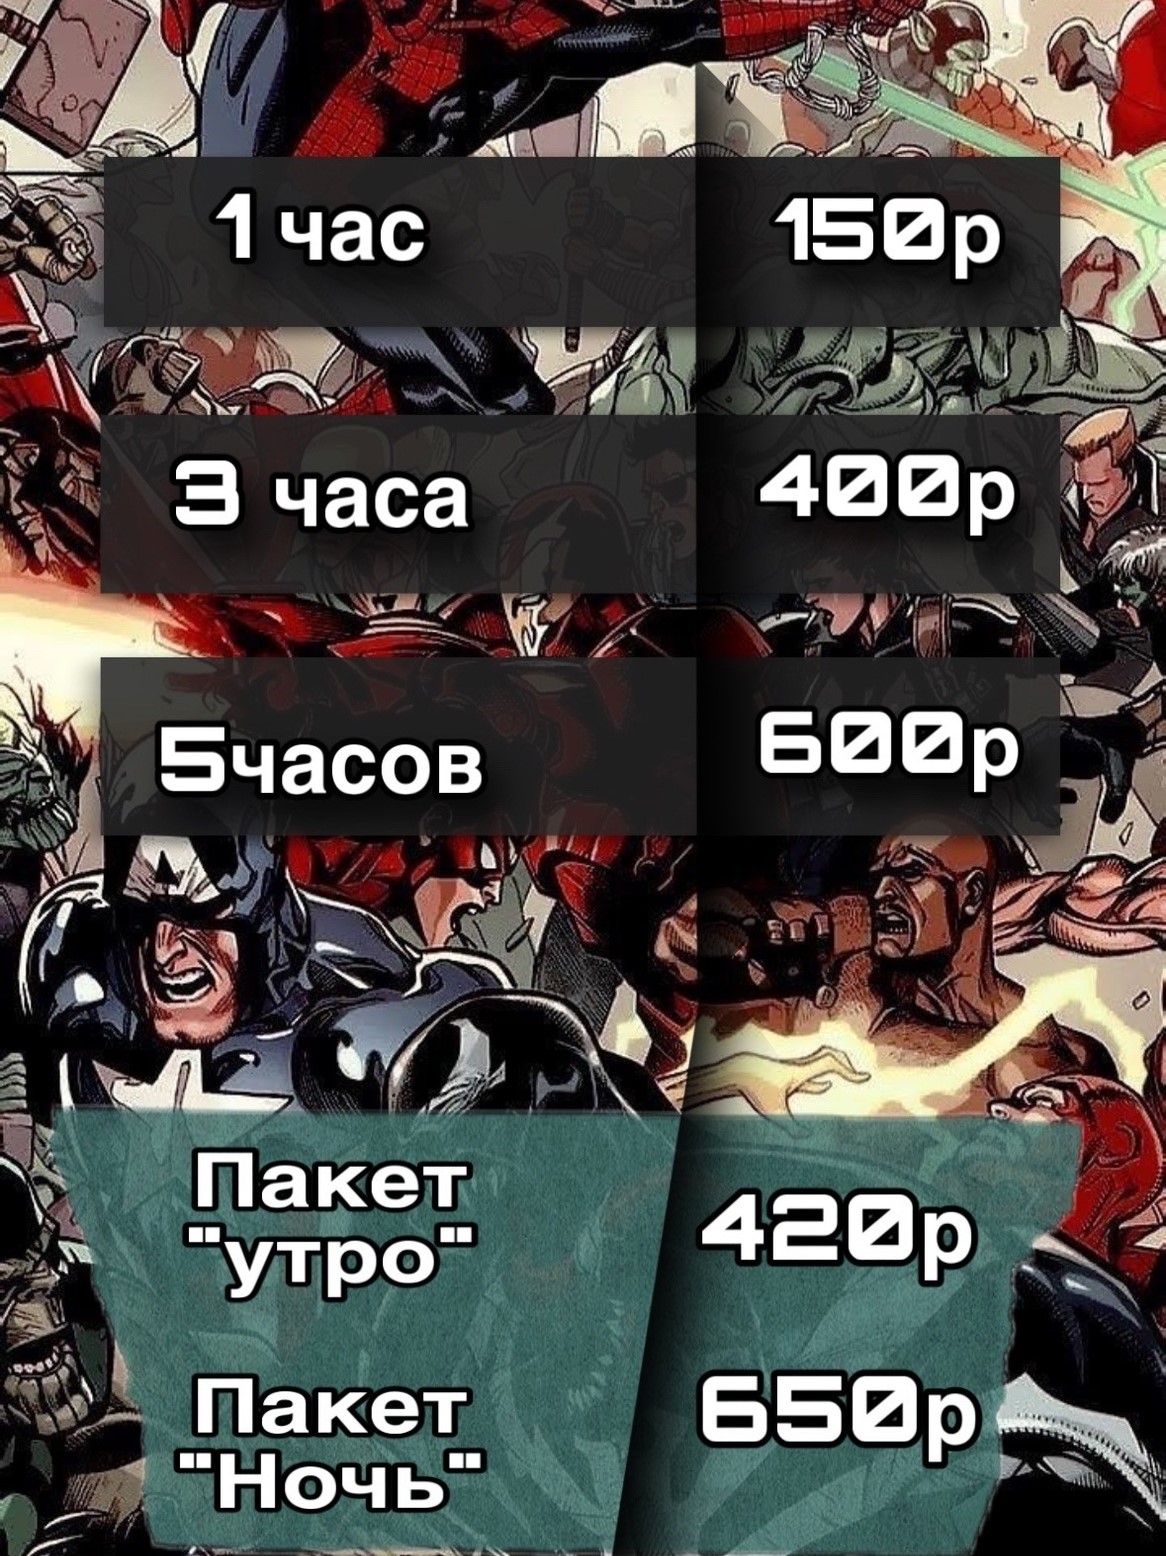 1 час 150р
3 часа 400р
5часов 600р
Пакет
"утро" 420р
Пакет
"Ночь" 650р